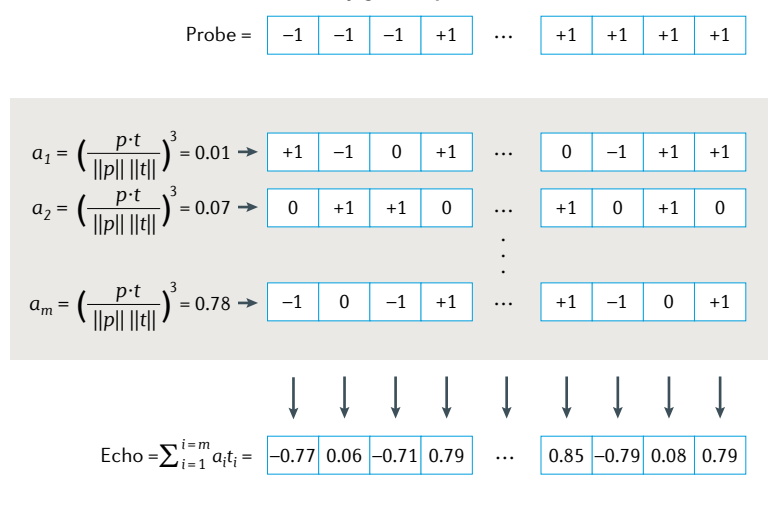 Probe = –1 –1 –1 +1 ... +1 +1 +1 +1
a₁ = (p·t / ||p|| ||t||)³ = 0.01 → +1 –1 0 +1 ... 0 –1 +1 +1
a₂ = (p·t / ||p|| ||t||)³ = 0.07 → 0 +1 +1 0 ... +1 0 +1 0
aₘ = (p·t / ||p|| ||t||)³ = 0.78 → –1 0 –1 +1 ... +1 –1 0 +1
Echo =∑ᵢ₌₁ⁱ⁼ᵐ aᵢtᵢ = –0.77 0.06 –0.71 0.79 ... 0.85 –0.79 0.08 0.79